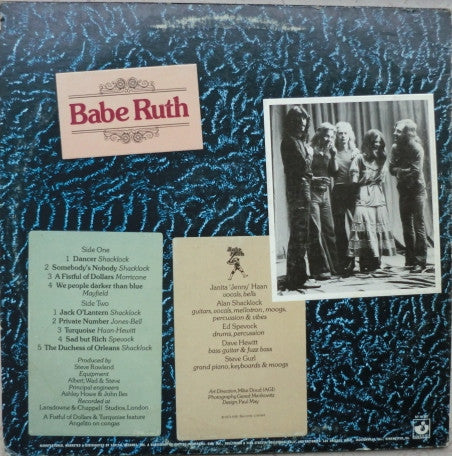 Babe Ruth
Side One
1 Dancer Shacklock
2 Somebody's Nobody Shacklock
3 A Fistful of Dollars Morricone
4 We people darker than blue
Mayfield
Side Two
1 Jack O'Lantern Shacklock
2 Private Number Jones-Bell
3 Turquoise Haan-Hewitt
4 Sad but Rich Spevock
5 The Duchess of Orleans Shacklock
Produced by
Steve Rowland
Equipment
Albert, Wad & Steve
Principal engineers
Ashley Howe & John Iles
Recorded at
Lansdowne & Chappell Studios, London
A Fistful of Dollars & Turquoise feature
Angelito on congas
Janita 'Jenny' Haan
vocals, bells
Alan Shacklock
guitars, vocals, mellotron, moogs,
percussion & vibes
Ed Spevock
drums, percussion
Dave Hewitt
bass guitar & fuzz bass
Steve Gurl
grand piano, keyboards & moogs
Art Direction: Mike Doud (AGI)
Photography: Gered Mankowitz
Design: Paul May